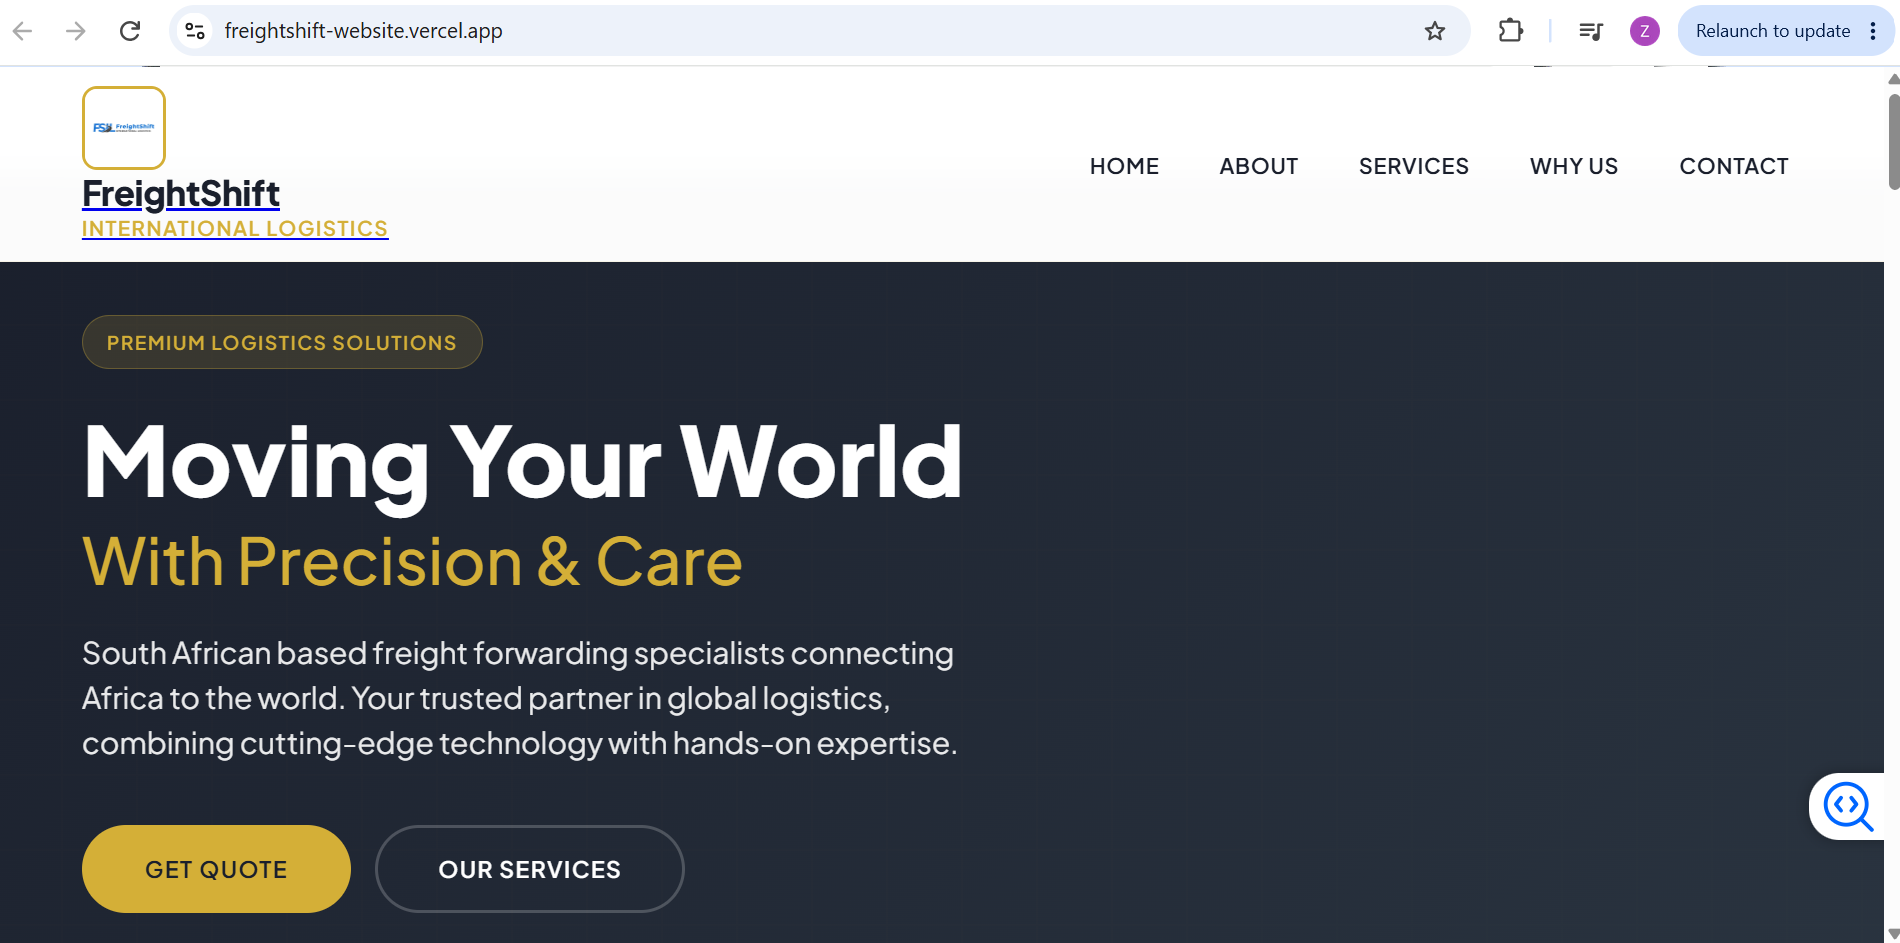 freightshift-website.vercel.app
Z
Relaunch to update
FreightShift
HOME
ABOUT
SERVICES
WHY US
CONTACT
FreightShift
INTERNATIONAL LOGISTICS
PREMIUM LOGISTICS SOLUTIONS
Moving Your World
With Precision & Care
South African based freight forwarding specialists connecting
Africa to the world. Your trusted partner in global logistics,
combining cutting-edge technology with hands-on expertise.
GET QUOTE
OUR SERVICES